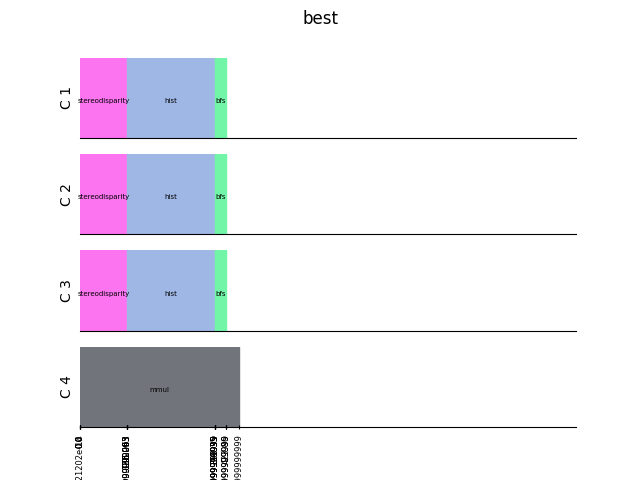 best
C 1
stereodisparity hist bfs
C 2
stereodisparity hist bfs
C 3
stereodisparity hist bfs
C 4
mmul